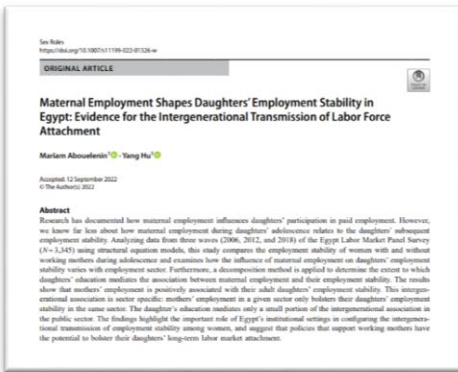 Sex Roles
https://doi.org/10.1007/s11199-022-01326-w
ORIGINAL ARTICLE
Maternal Employment Shapes Daughters' Employment Stability in
Egypt: Evidence for the Intergenerational Transmission of Labor Force
Attachment
Mariam Abouelenin · Yang Hu
Accepted: 12 September 2022
© The Author(s) 2022
Abstract
Research has documented how maternal employment influences daughters' participation in paid employment. However,
we know far less about how maternal employment during daughters' adolescence relates to the daughters' subsequent
employment stability. Analyzing data from three waves (2006, 2012, and 2018) of the Egypt Labor Market Panel Survey
(N = 3,345) using structural equation models, this study compares the employment stability of women with and without
working mothers during adolescence and examines how the influence of maternal employment on daughters' employment
stability varies with employment sector. Furthermore, a decomposition method is applied to determine the extent to which
daughters' education mediates the association between maternal employment and their employment stability. The results
show that mothers' employment is positively associated with their adult daughters' employment stability. This intergen-
erational association is sector specific: mothers' employment in a given sector only bolsters their daughters' employment
stability in the same sector. The daughter's education mediates only a small portion of the intergenerational association in
the public sector. The findings highlight the important role of Egypt's institutional settings in configuring the intergenera-
tional transmission of employment stability among women, and suggest that policies that support working mothers have
the potential to bolster their daughters' long-term labor market attachment.